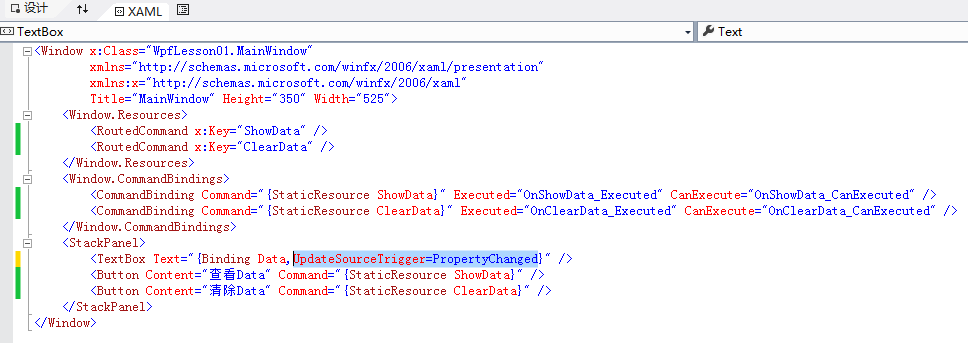 设计 XAML
TextBox Text
<Window x:Class="WpfLesson01.MainWindow"
xmlns="http://schemas.microsoft.com/winfx/2006/xaml/presentation"
xmlns:x="http://schemas.microsoft.com/winfx/2006/xaml"
Title="MainWindow" Height="350" Width="525">
<Window.Resources>
<RoutedCommand x:Key="ShowData" />
<RoutedCommand x:Key="ClearData" />
</Window.Resources>
<Window.CommandBindings>
<CommandBinding Command="{StaticResource ShowData}" Executed="OnShowData_Executed" CanExecute="OnShowData_CanExecuted" />
<CommandBinding Command="{StaticResource ClearData}" Executed="OnClearData_Executed" CanExecute="OnClearData_CanExecuted" />
</Window.CommandBindings>
<StackPanel>
<TextBox Text="{Binding Data,UpdateSourceTrigger=PropertyChanged}" />
<Button Content="查看Data" Command="{StaticResource ShowData}" />
<Button Content="清除Data" Command="{StaticResource ClearData}" />
</StackPanel>
</Window>